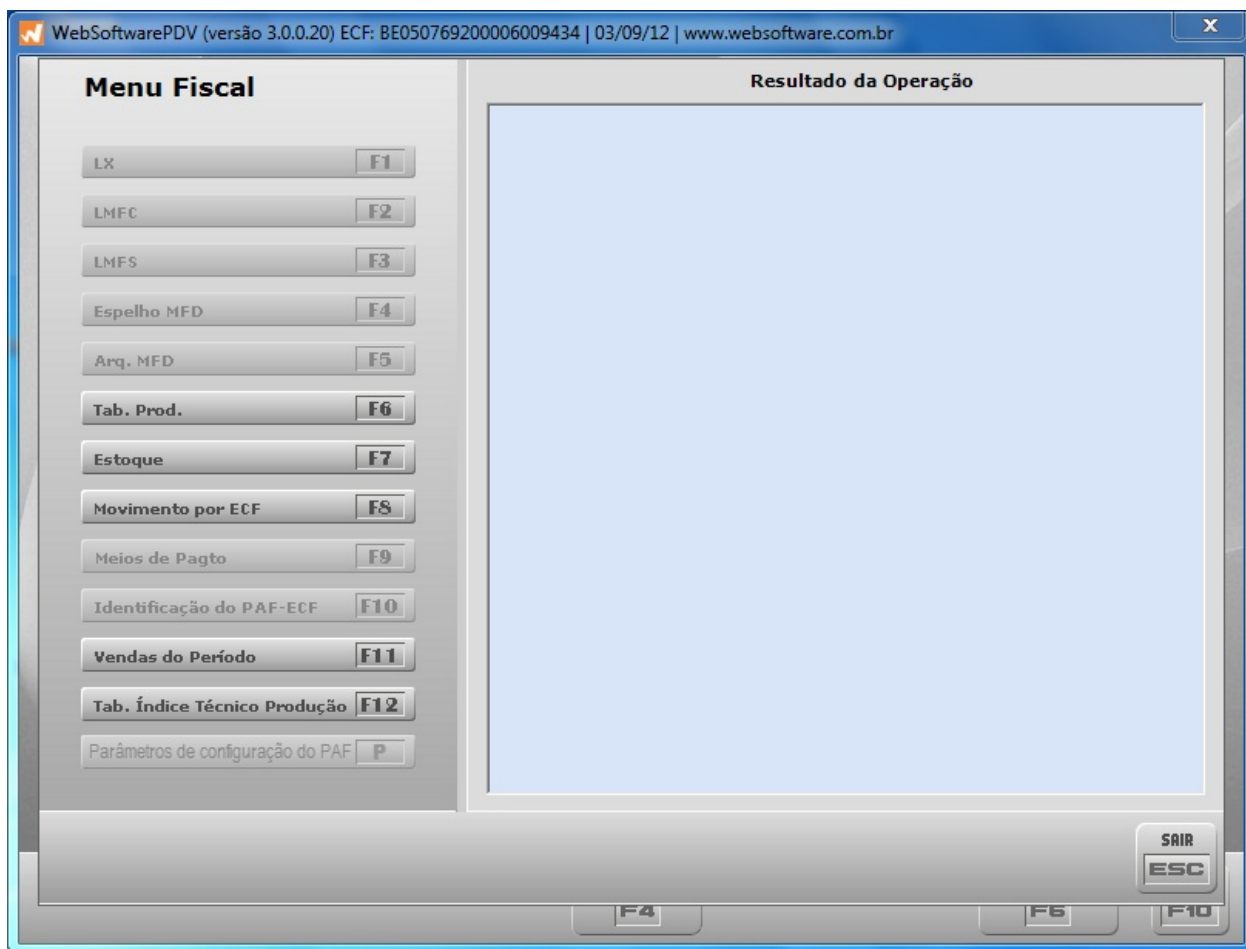 WebSoftwarePDV (versão 3.0.0.20) ECF: BE050769200006009434 | 03/09/12 | www.websoftware.com.br
X
Menu Fiscal
LX F1
LMFC F2
LMFS F3
Espelho MFD F4
Arq. MFD F5
Tab. Prod. F6
Estoque F7
Movimento por ECF F8
Meios de Pagto F9
Identificação do PAF-ECF F10
Vendas do Período F11
Tab. Índice Técnico Produção F12
Parâmetros de configuração do PAF P
Resultado da Operação
SAIR
ESC
F4 F6 F10